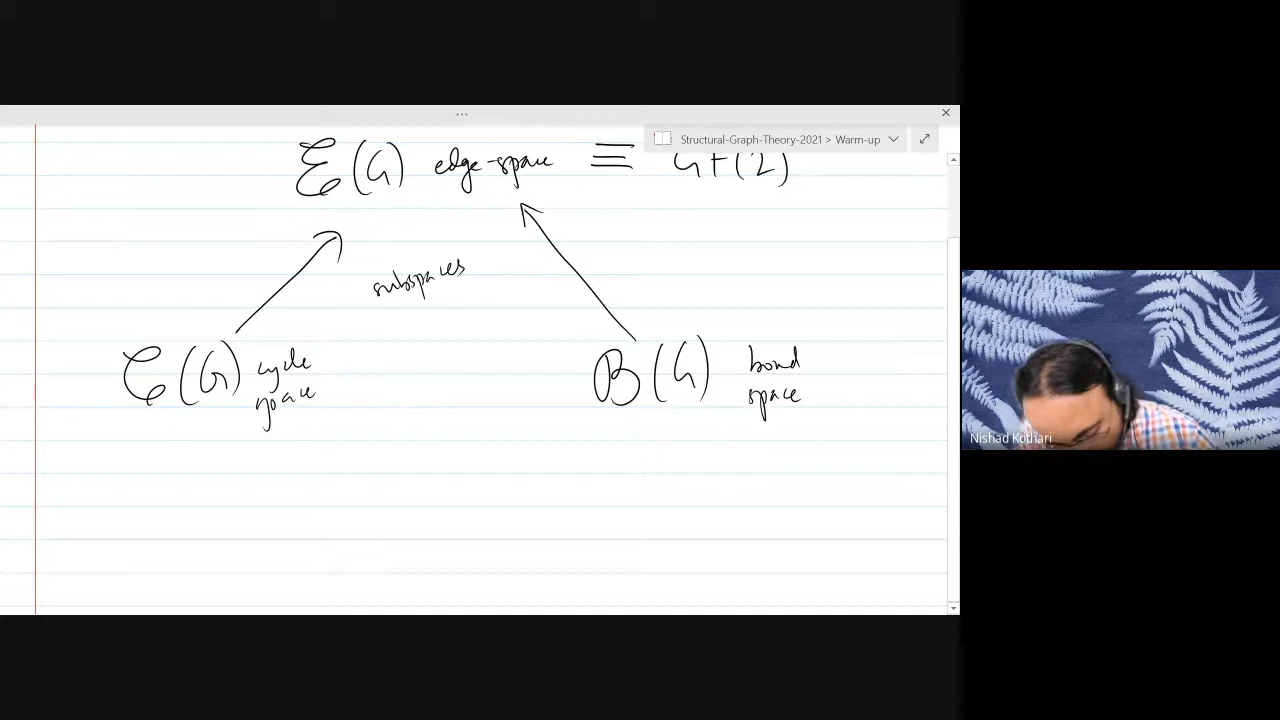 ...
Structural-Graph-Theory-2021 > Warm-up
ℰ(G) edge-space ≡ GF(2)
subspaces
𝒞(G) cycle space
ℬ(G) bond space
Nishad Kothari